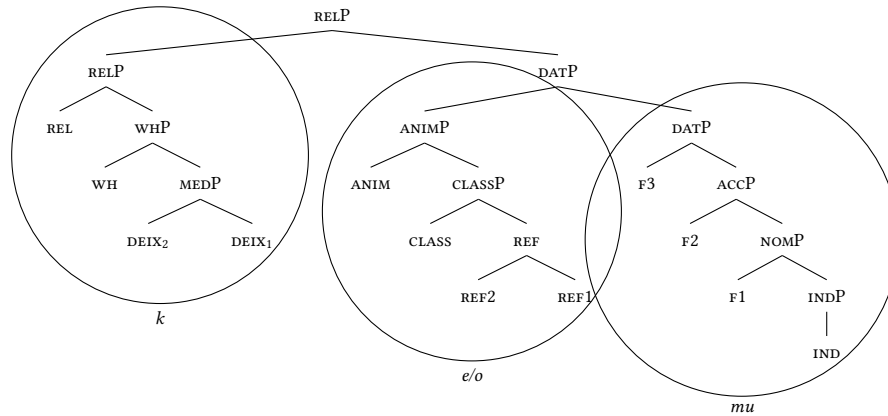 RELP
RELP DATP
REL WHP ANIMP DATP
WH MEDP ANIM CLASSP F3 ACCP
DEIX₂ DEIX₁ CLASS REF F2 NOMP
REF2 REF1 F1 INDP
k
IND
e/o
mu